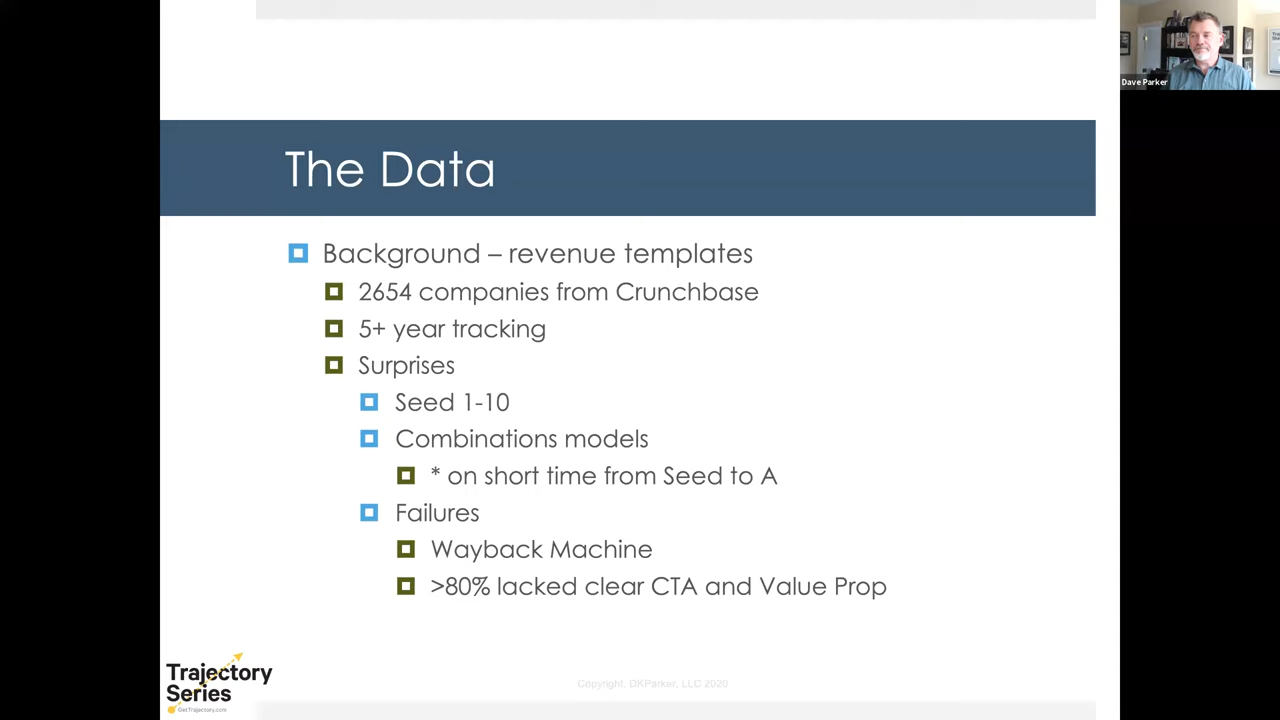 Dave Parker
The Data
Background – revenue templates
2654 companies from Crunchbase
5+ year tracking
Surprises
Seed 1-10
Combinations models
* on short time from Seed to A
Failures
Wayback Machine
>80% lacked clear CTA and Value Prop
Trajectory
Series
GetTrajectory.com
Copyright, DKParker, LLC 2020